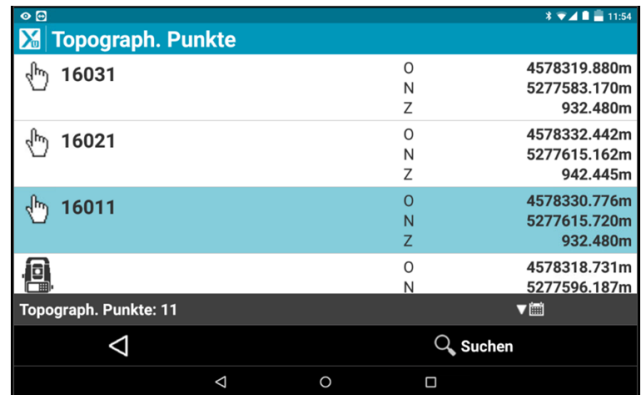 11:54
Topograph. Punkte
16031
O 4578319.880m
N 5277583.170m
Z 932.480m
16021
O 4578332.442m
N 5277615.162m
Z 942.445m
16011
O 4578330.776m
N 5277615.720m
Z 932.480m
O 4578318.731m
N 5277596.187m
Topograph. Punkte: 11
Suchen